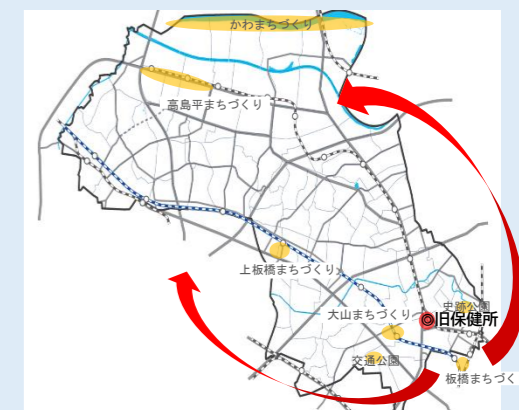 かわまちづくり
高島平まちづくり
上板橋まちづくり
史跡公園
◎旧保健所
大山まちづくり
交通公園
板橋まちづく